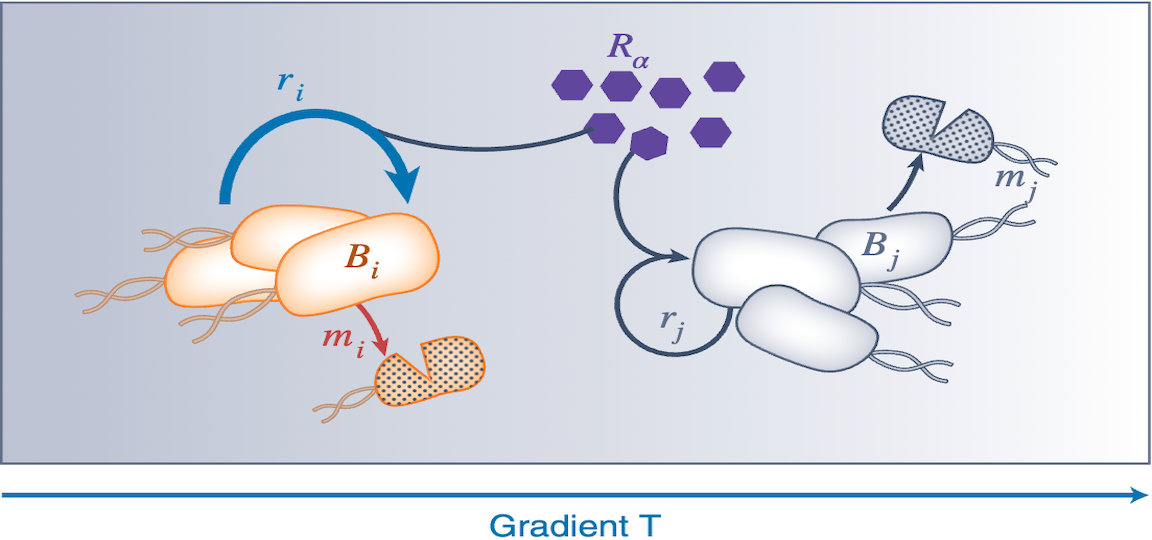 R_α
r_i
B_i
m_i
r_j
B_j
m_j
Gradient T